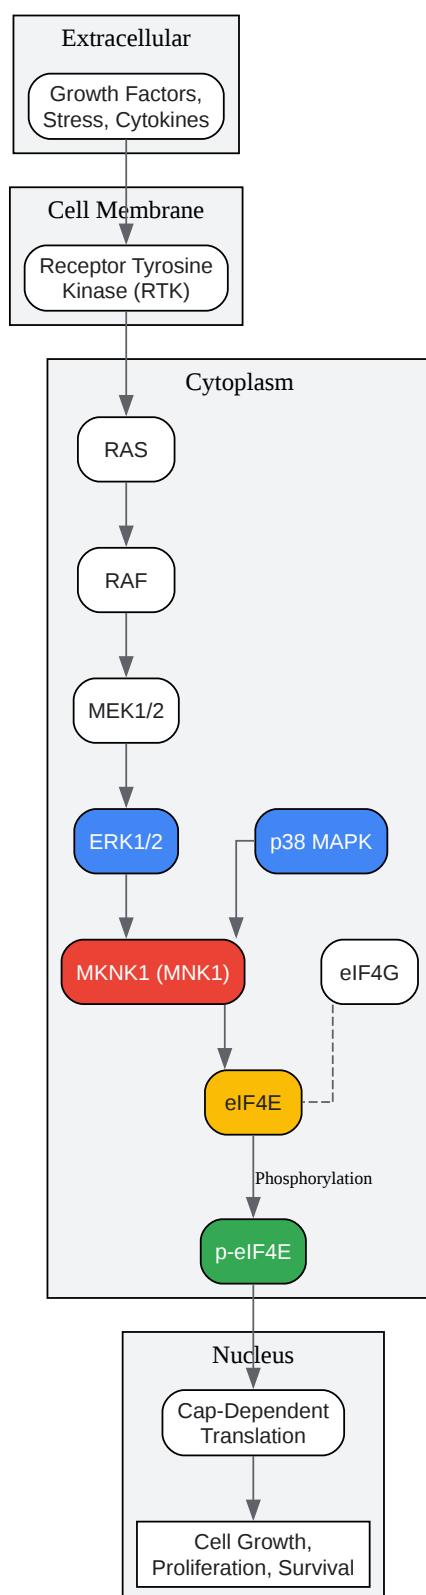 Extracellular
Growth Factors,
Stress, Cytokines
Cell Membrane
Receptor Tyrosine
Kinase (RTK)
Cytoplasm
RAS
RAF
MEK1/2
ERK1/2
p38 MAPK
MKNK1 (MNK1)
eIF4G
eIF4E
Phosphorylation
p-eIF4E
Nucleus
Cap-Dependent
Translation
Cell Growth,
Proliferation, Survival